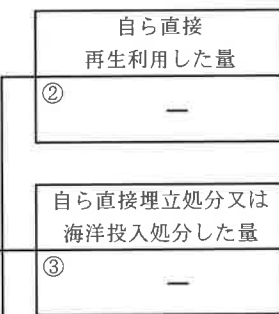 自ら直接
再生利用した量
②
—
自ら直接埋立処分又は
海洋投入処分した量
③
—